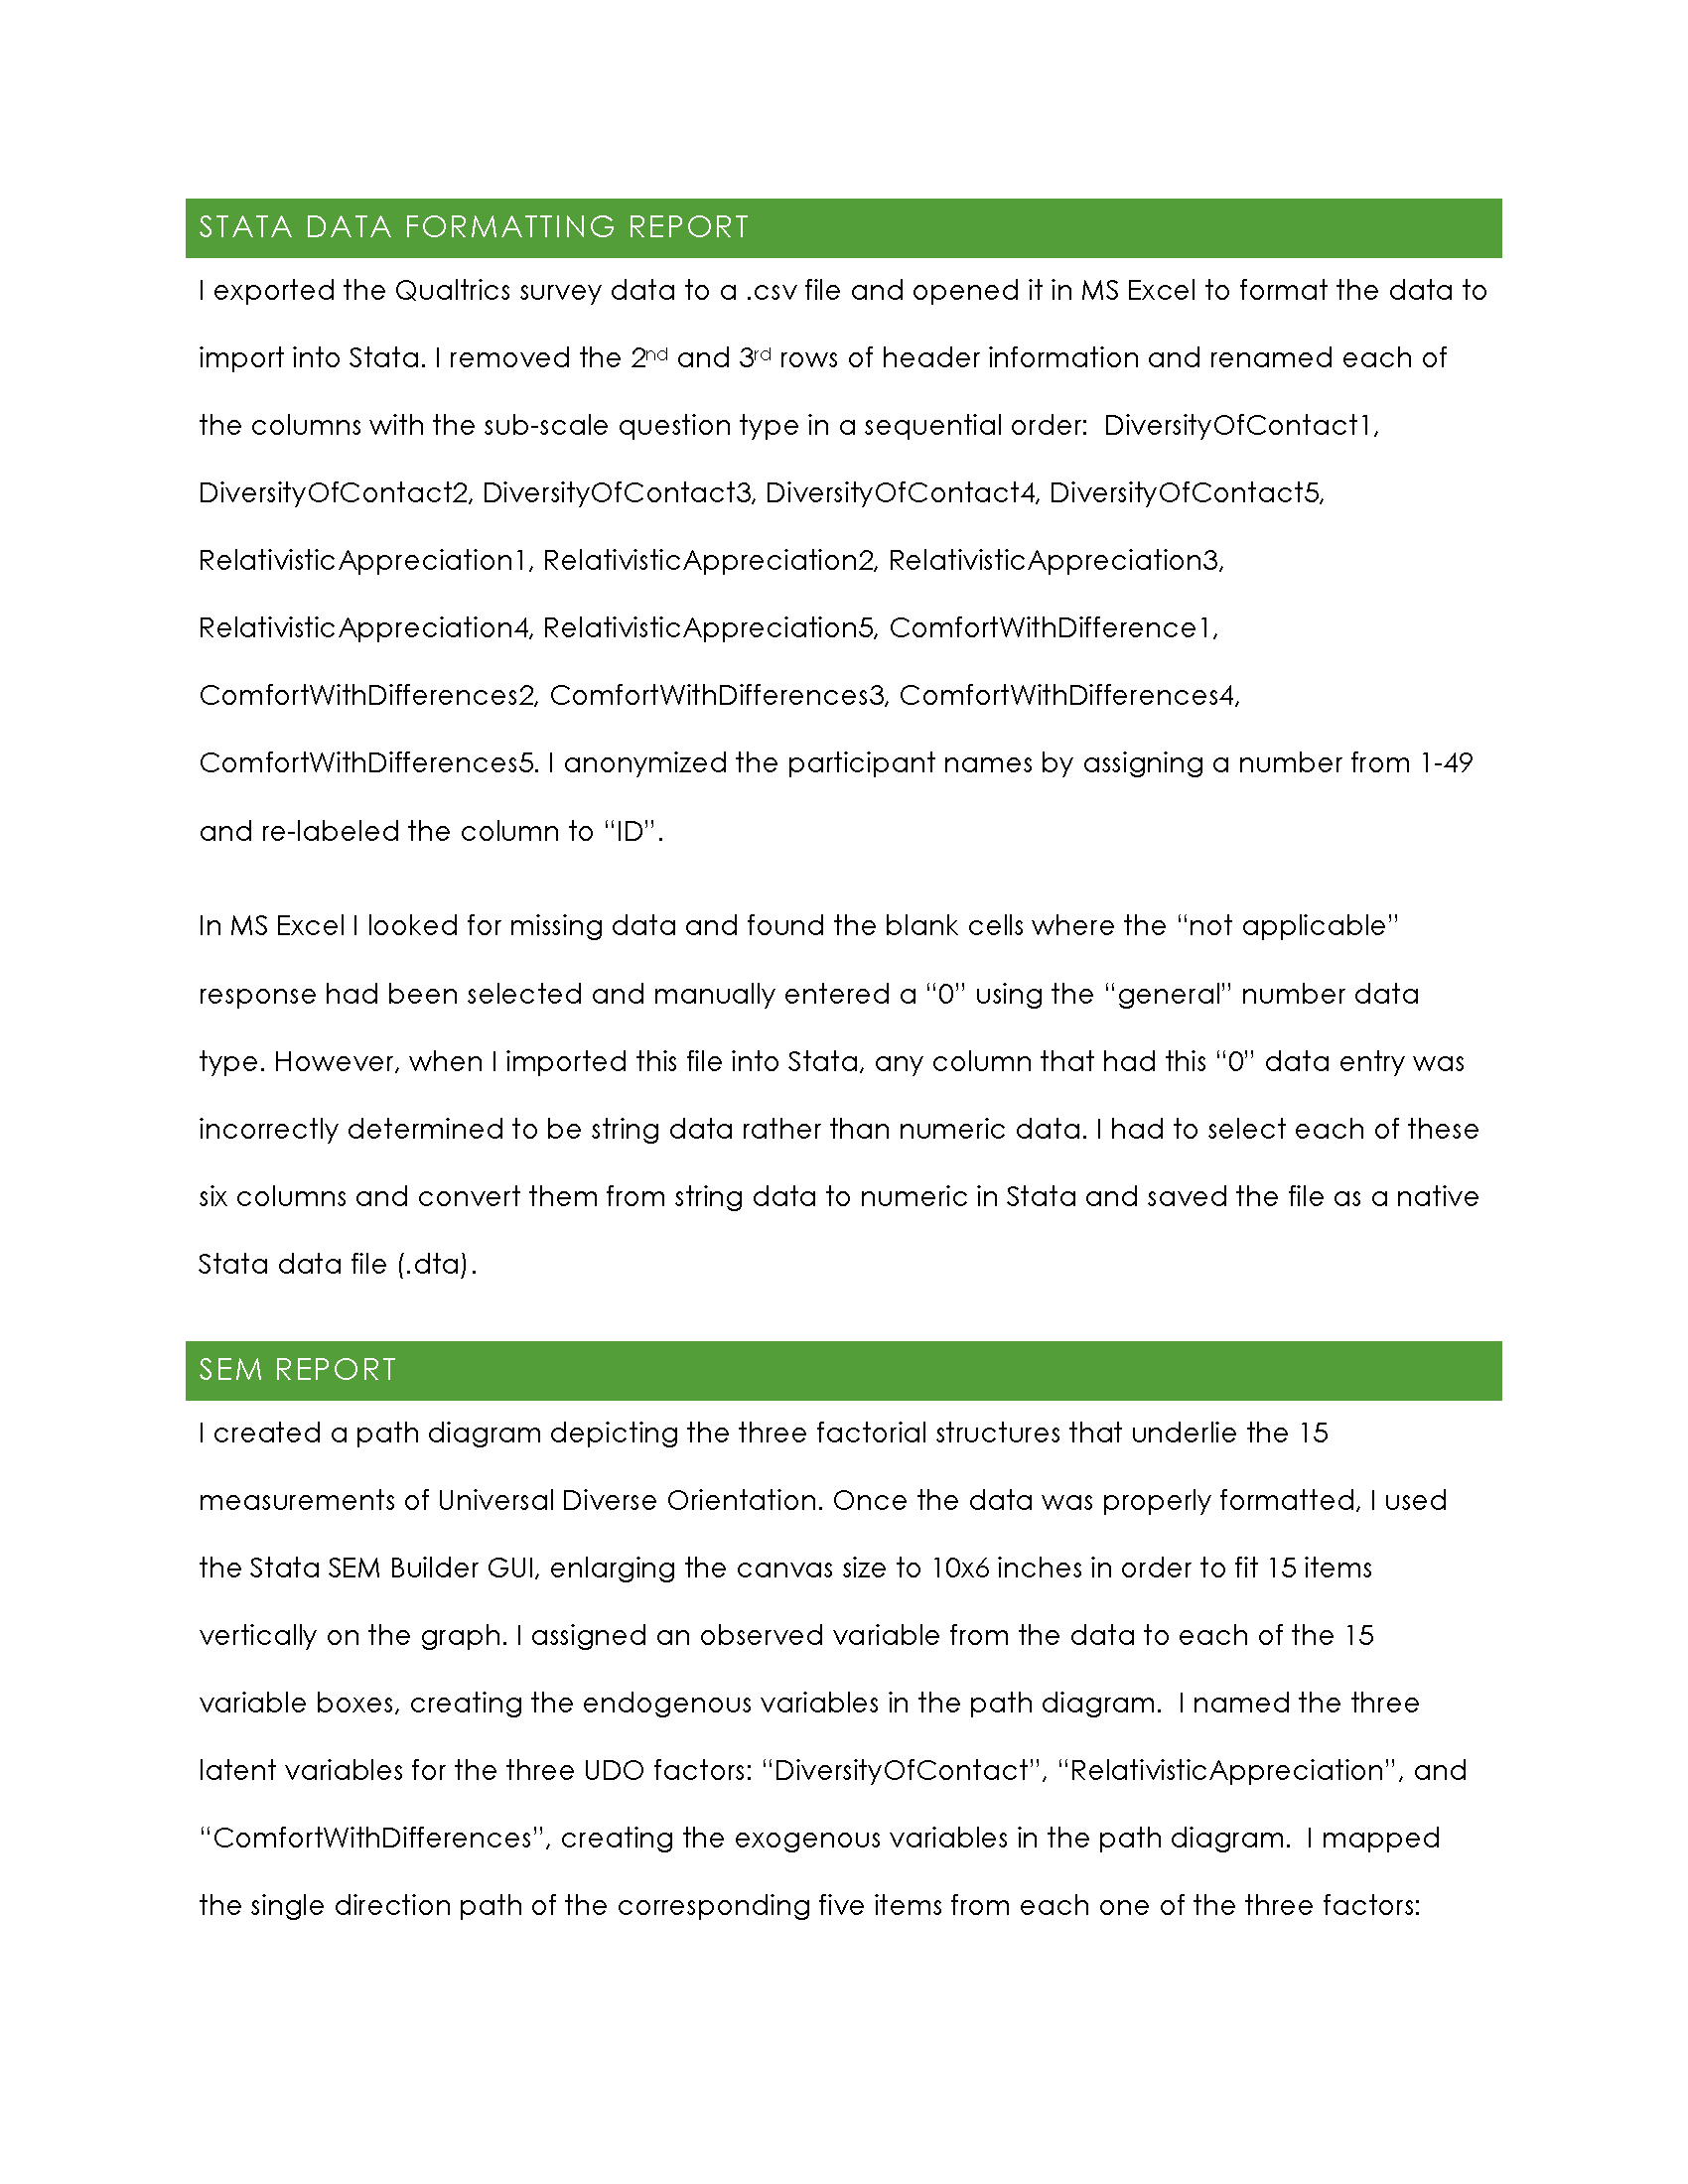 STATA DATA FORMATTING REPORT
I exported the Qualtrics survey data to a .csv file and opened it in MS Excel to format the data to
import into Stata. I removed the 2nd and 3rd rows of header information and renamed each of
the columns with the sub-scale question type in a sequential order:  DiversityOfContact1,
DiversityOfContact2, DiversityOfContact3, DiversityOfContact4, DiversityOfContact5,
RelativisticAppreciation1, RelativisticAppreciation2, RelativisticAppreciation3,
RelativisticAppreciation4, RelativisticAppreciation5, ComfortWithDifference1,
ComfortWithDifferences2, ComfortWithDifferences3, ComfortWithDifferences4,
ComfortWithDifferences5. I anonymized the participant names by assigning a number from 1-49
and re-labeled the column to “ID”.
In MS Excel I looked for missing data and found the blank cells where the “not applicable”
response had been selected and manually entered a “0” using the “general” number data
type. However, when I imported this file into Stata, any column that had this “0” data entry was
incorrectly determined to be string data rather than numeric data. I had to select each of these
six columns and convert them from string data to numeric in Stata and saved the file as a native
Stata data file (.dta).
SEM REPORT
I created a path diagram depicting the three factorial structures that underlie the 15
measurements of Universal Diverse Orientation. Once the data was properly formatted, I used
the Stata SEM Builder GUI, enlarging the canvas size to 10x6 inches in order to fit 15 items
vertically on the graph. I assigned an observed variable from the data to each of the 15
variable boxes, creating the endogenous variables in the path diagram.  I named the three
latent variables for the three UDO factors: “DiversityOfContact”, “RelativisticAppreciation”, and
“ComfortWithDifferences”, creating the exogenous variables in the path diagram.  I mapped
the single direction path of the corresponding five items from each one of the three factors: